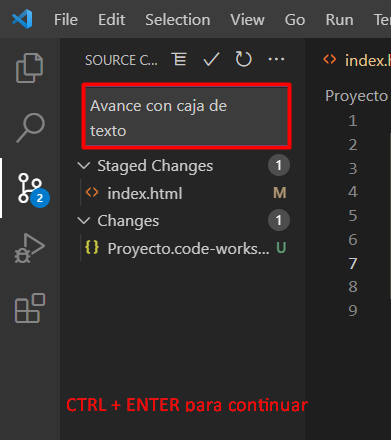 File Edit Selection View Go Run Ter
SOURCE C... ...
index.h
Avance con caja de
texto
Proyecto
Staged Changes 1
index.html M
Changes 1
Proyecto.code-works... U
2
1
2
3
4
5
6
7
8
9
CTRL + ENTER para continuar